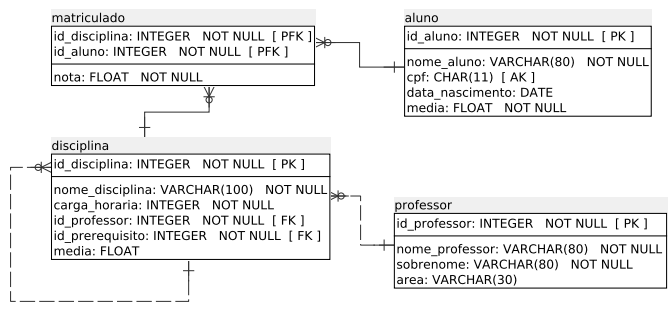 matriculado
id_disciplina: INTEGER NOT NULL [ PFK ]
id_aluno: INTEGER NOT NULL [ PFK ]
nota: FLOAT NOT NULL
aluno
id_aluno: INTEGER NOT NULL [ PK ]
nome_aluno: VARCHAR(80) NOT NULL
cpf: CHAR(11) [ AK ]
data_nascimento: DATE
media: FLOAT NOT NULL
disciplina
id_disciplina: INTEGER NOT NULL [ PK ]
nome_disciplina: VARCHAR(100) NOT NULL
carga_horaria: INTEGER NOT NULL
id_professor: INTEGER NOT NULL [ FK ]
id_prerequisito: INTEGER NOT NULL [ FK ]
media: FLOAT
professor
id_professor: INTEGER NOT NULL [ PK ]
nome_professor: VARCHAR(80) NOT NULL
sobrenome: VARCHAR(80) NOT NULL
area: VARCHAR(30)